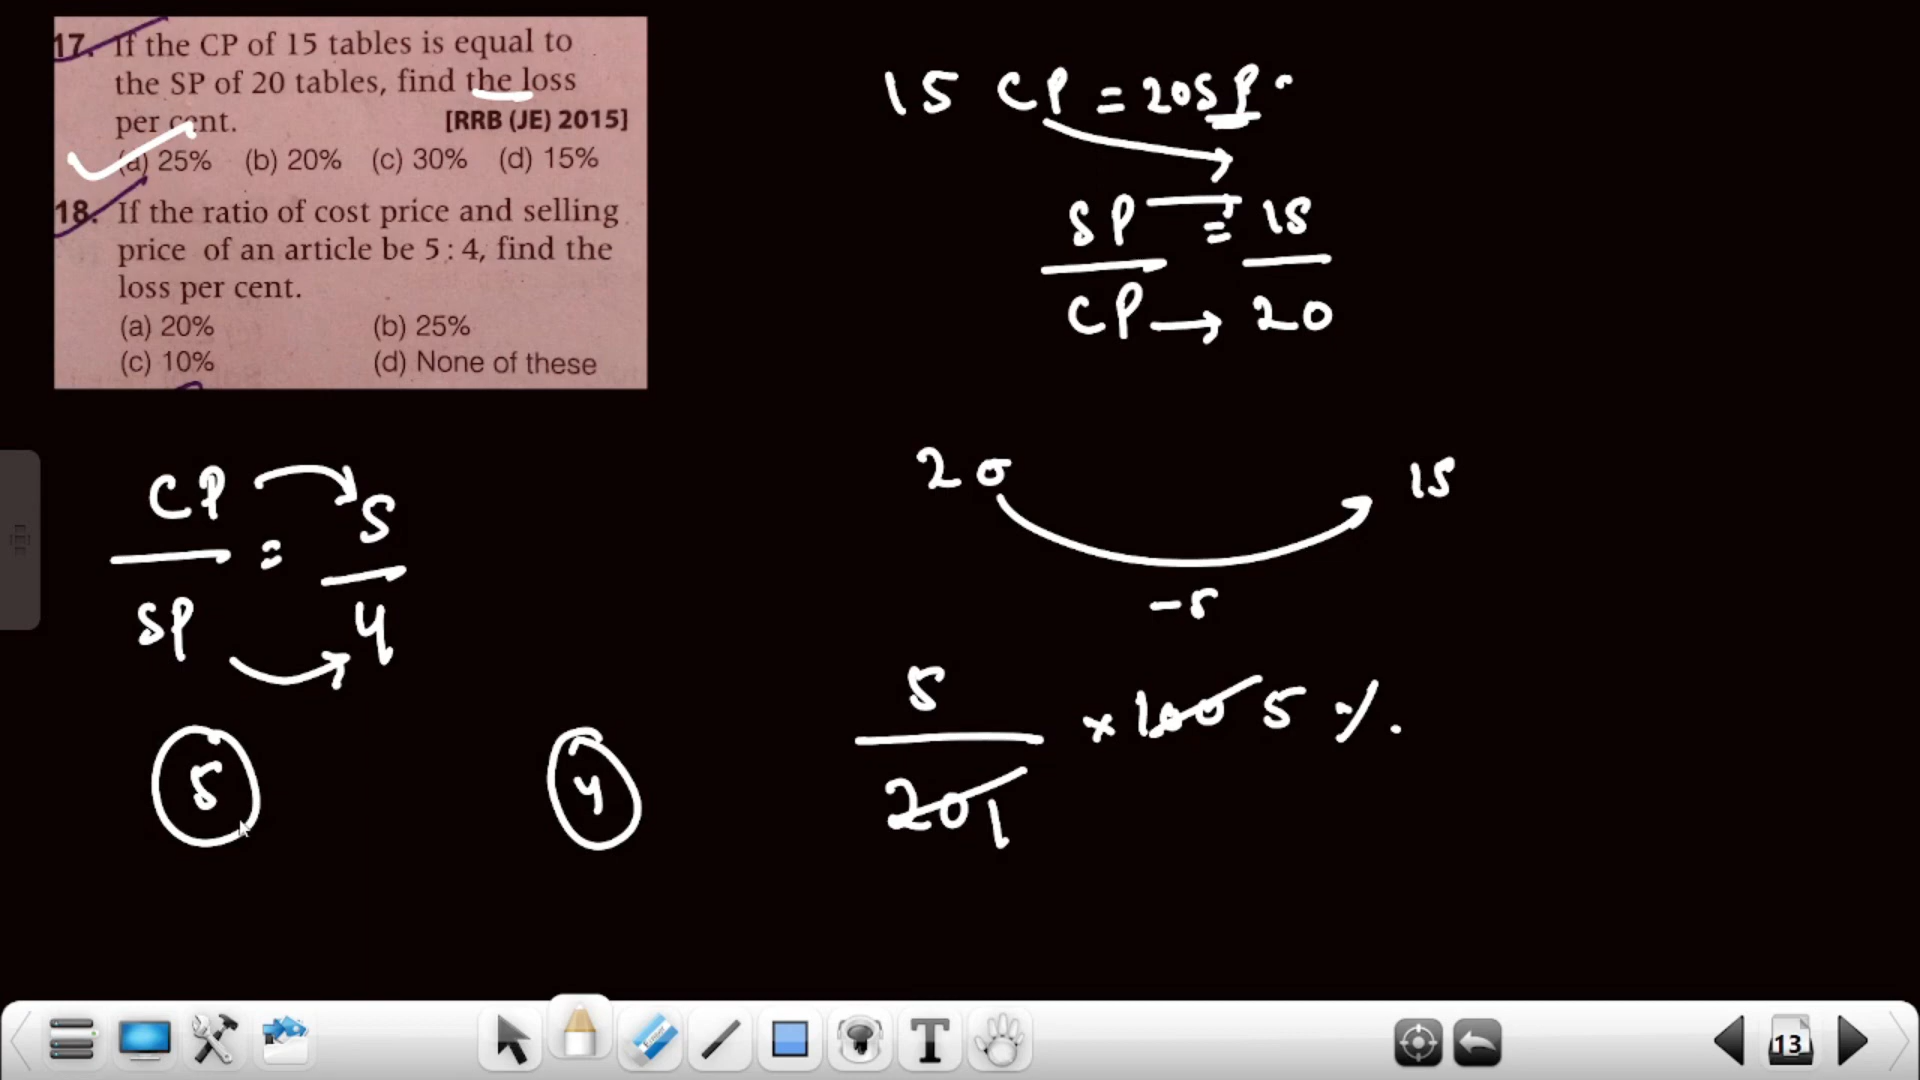 17. If the CP of 15 tables is equal to
the SP of 20 tables, find the loss
per cent. [RRB (JE) 2015]
(a) 25% (b) 20% (c) 30% (d) 15%
18. If the ratio of cost price and selling
price of an article be 5 : 4, find the
loss per cent.
(a) 20% (b) 25%
(c) 10% (d) None of these
15 CP = 20SP
SP = 15
CP → 20
20 15
-5
5
20 1 × 100 5 %.
CP = 5
SP 4
5 4
T
13